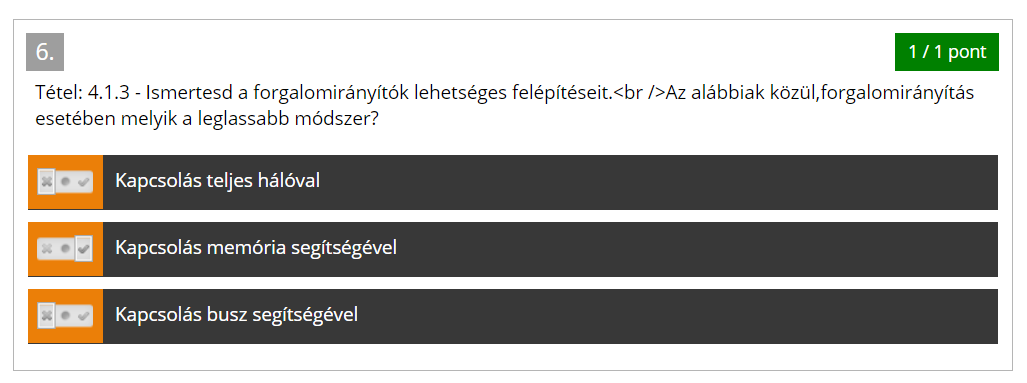 6.
1 / 1 pont
Tétel: 4.1.3 - Ismertesd a forgalomirányítók lehetséges felépítéseit.<br />Az alábbiak közül,forgalomirányítás
esetében melyik a leglassabb módszer?
Kapcsolás teljes hálóval
Kapcsolás memória segítségével
Kapcsolás busz segítségével